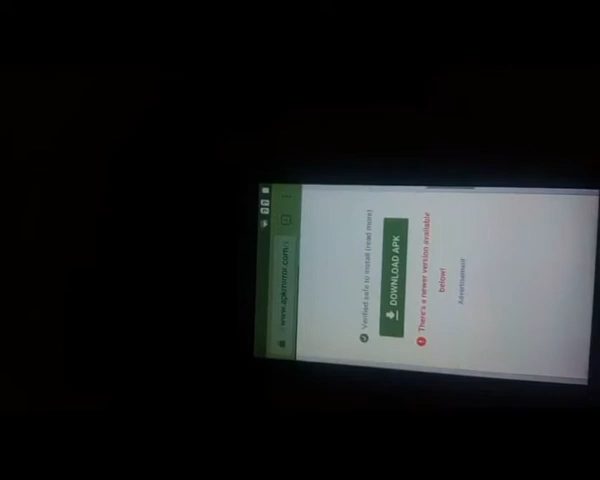 www.apkmirror.com
Verified safe to install (read more)
DOWNLOAD APK
There's a newer version available
below!
Advertisement